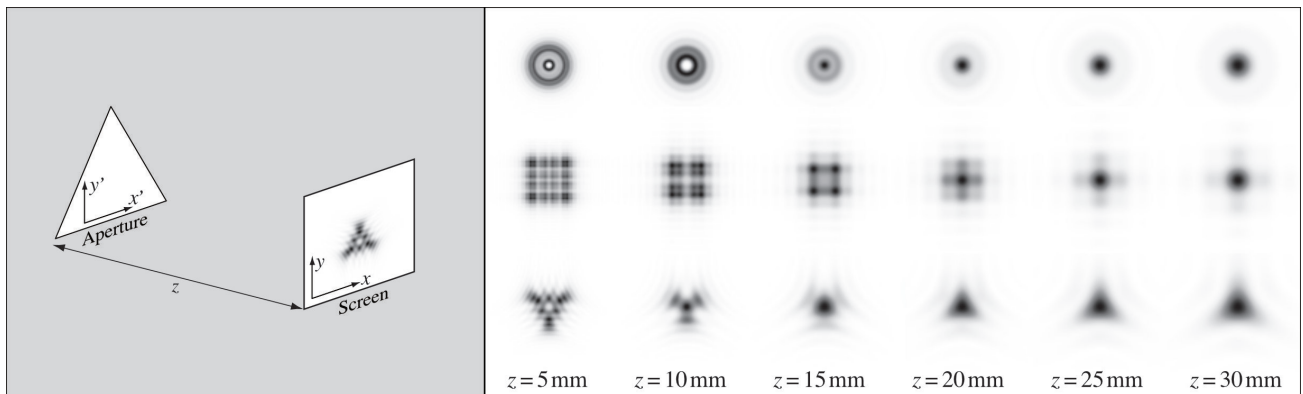 y’
x’
Aperture
z
y
x
Screen
z = 5 mm
z = 10 mm
z = 15 mm
z = 20 mm
z = 25 mm
z = 30 mm